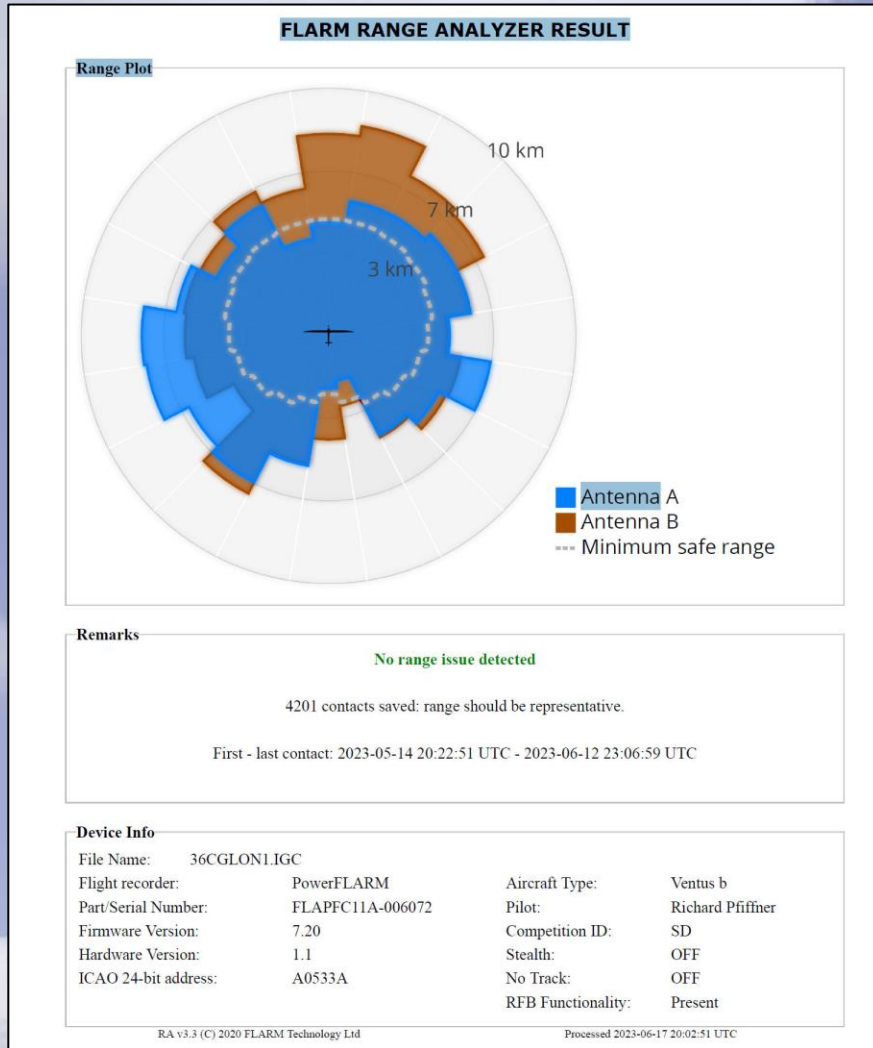 FLARM RANGE ANALYZER RESULT
Range Plot
10 km
7 km
3 km
Antenna A
Antenna B
Minimum safe range
Remarks
No range issue detected
4201 contacts saved: range should be representative.
First - last contact: 2023-05-14 20:22:51 UTC - 2023-06-12 23:06:59 UTC
Device Info
File Name: 36CGLON1.IGC
Flight recorder: PowerFLARM Aircraft Type: Ventus b
Part/Serial Number: FLAPFC11A-006072 Pilot: Richard Pfiffner
Firmware Version: 7.20 Competition ID: SD
Hardware Version: 1.1 Stealth: OFF
ICAO 24-bit address: A0533A No Track: OFF
RFB Functionality: Present
RA v3.3 (C) 2020 FLARM Technology Ltd Processed 2023-06-17 20:02:51 UTC